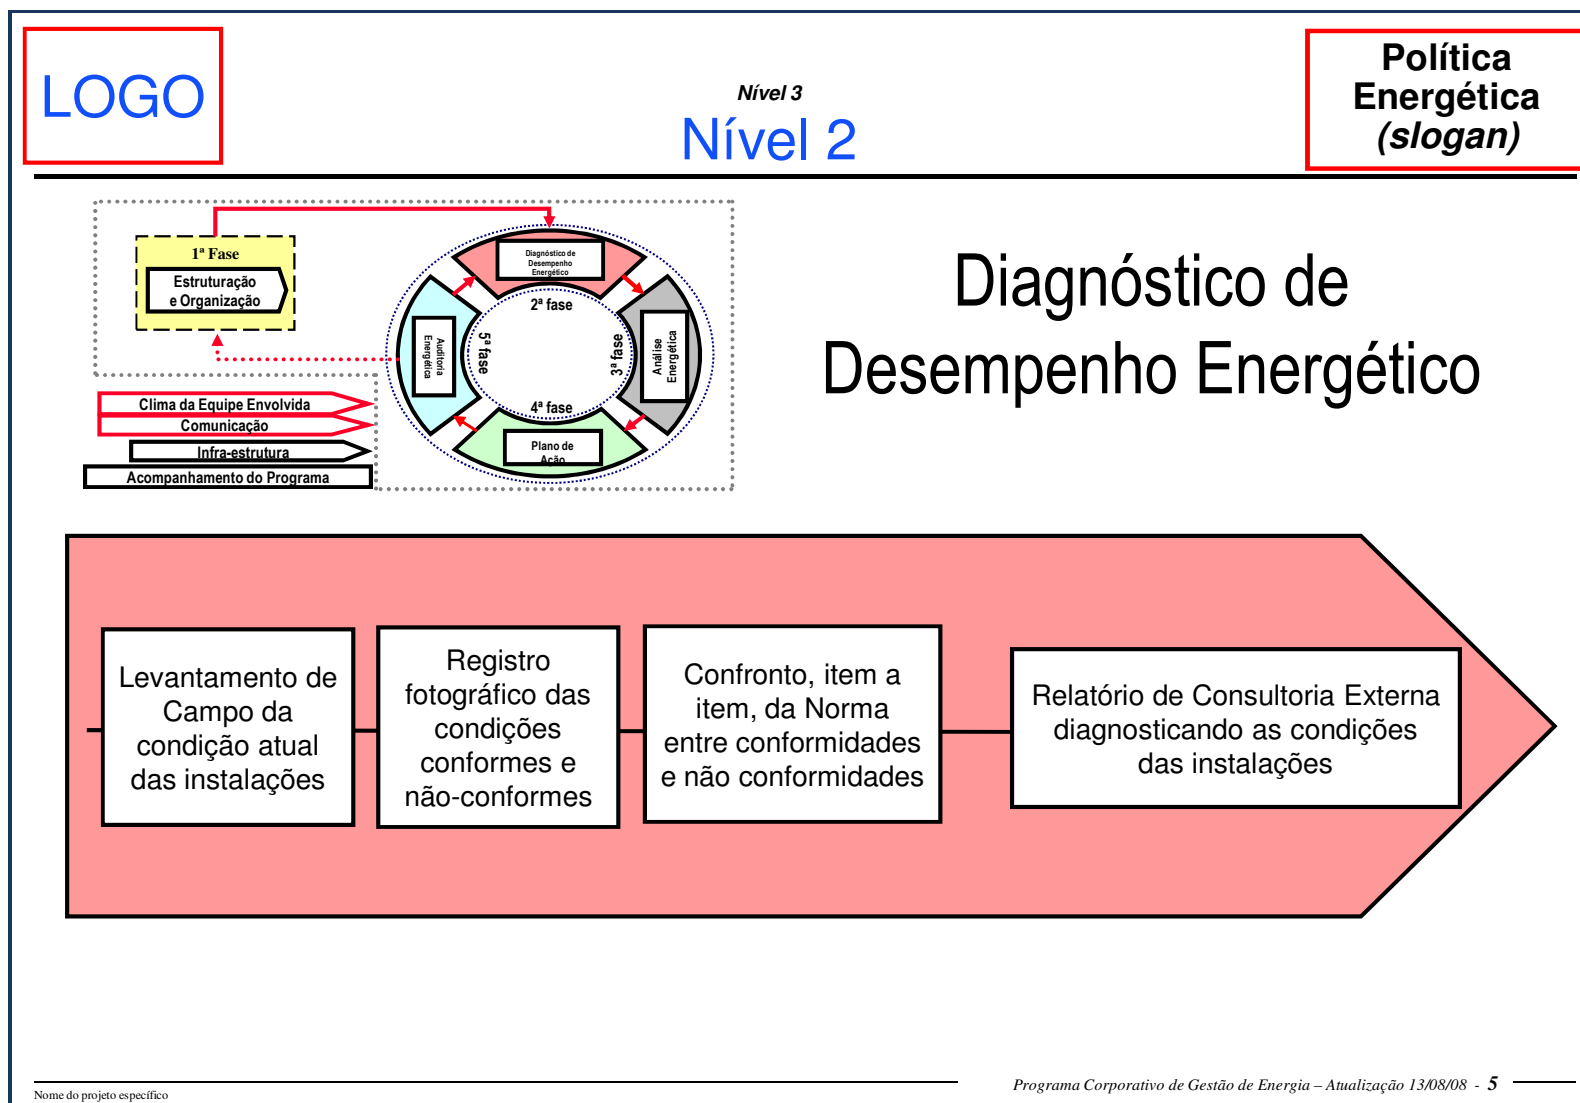 LOGO
Nível 3
Nível 2
Política
Energética
(slogan)
1ª Fase
Estruturação
e Organização
Diagnóstico de
Desempenho
Energético
2ª fase
Análise
Energética
3ª fase
4ª fase
Plano de
Ação
Auditoria
Energética
5ª fase
Clima da Equipe Envolvida
Comunicação
Infra-estrutura
Acompanhamento do Programa
Diagnóstico de
Desempenho Energético
Levantamento de
Campo da
condição atual
das instalações
Registro
fotográfico das
condições
conformes e
não-conformes
Confronto, item a
item, da Norma
entre conformidades
e não conformidades
Relatório de Consultoria Externa
diagnosticando as condições
das instalações
Nome do projeto específico
Programa Corporativo de Gestão de Energia – Atualização 13/08/08 - 5